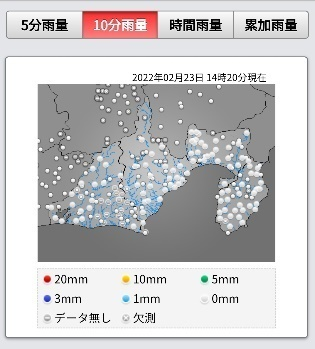 5分雨量 10分雨量 時間雨量 累加雨量
2022年02月23日 14時20分現在
20mm 10mm 5mm
3mm 1mm 0mm
データ無し 欠測